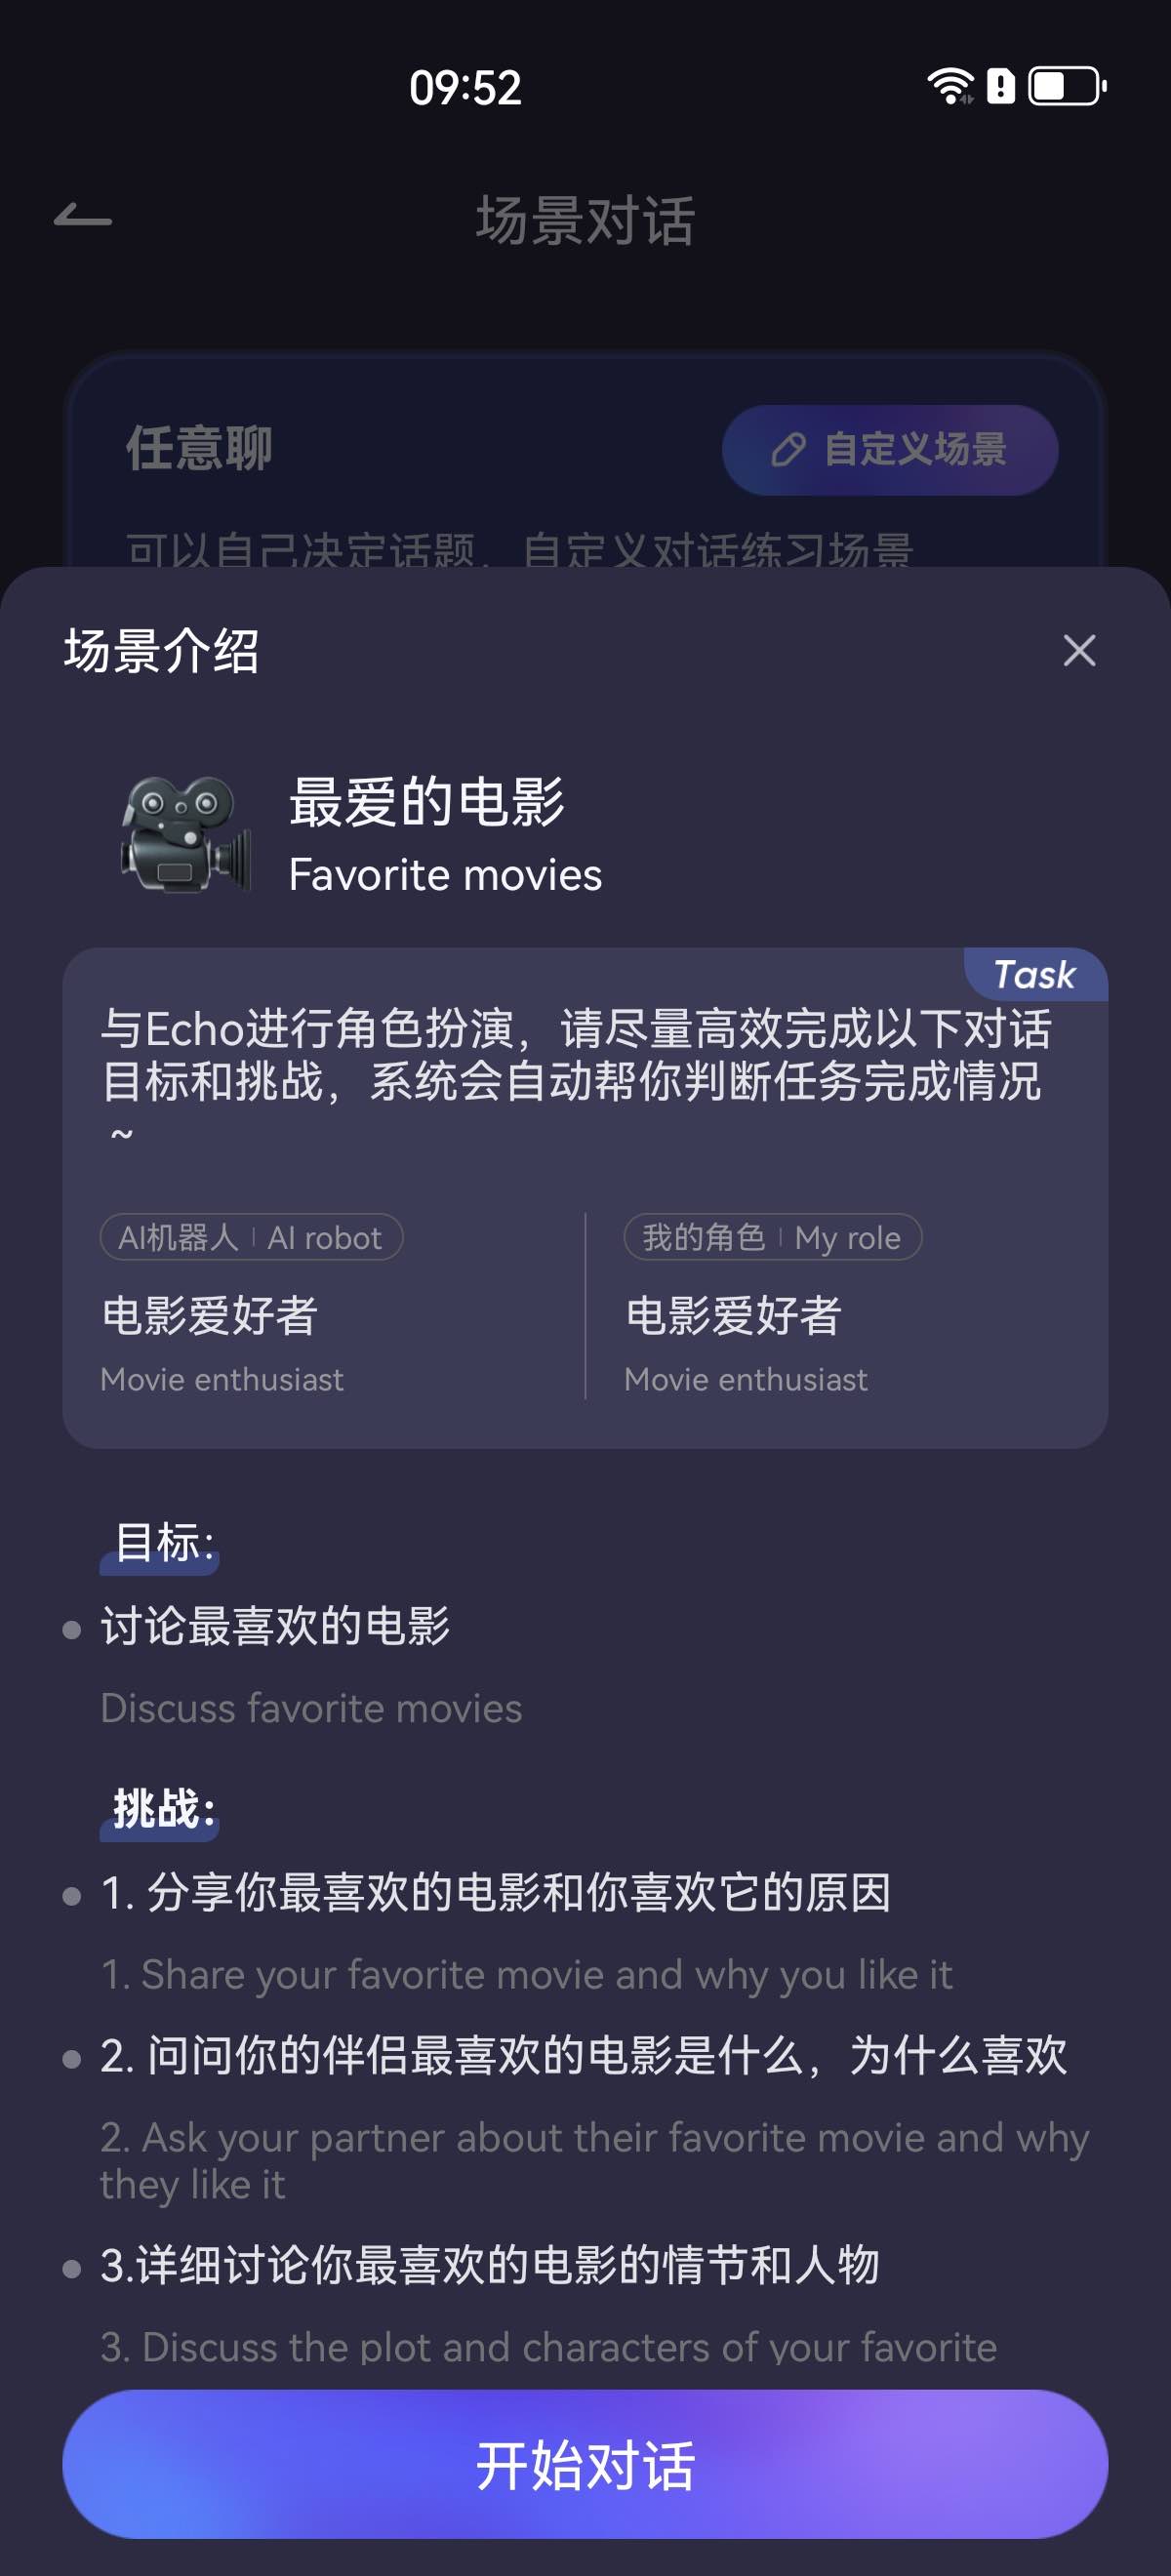 09:52
场景对话
任意聊
自定义场景
可以自己决定话题，自定义对话练习场景
场景介绍
最爱的电影
Favorite movies
Task
与Echo进行角色扮演，请尽量高效完成以下对话
目标和挑战，系统会自动帮你判断任务完成情况
~
AI机器人 | AI robot
电影爱好者
Movie enthusiast
我的角色 | My role
电影爱好者
Movie enthusiast
目标:
讨论最喜欢的电影
Discuss favorite movies
挑战:
1. 分享你最喜欢的电影和你喜欢它的原因
1. Share your favorite movie and why you like it
2. 问问你的伴侣最喜欢的电影是什么，为什么喜欢
2. Ask your partner about their favorite movie and why
they like it
3.详细讨论你最喜欢的电影的情节和人物
3. Discuss the plot and characters of your favorite
开始对话